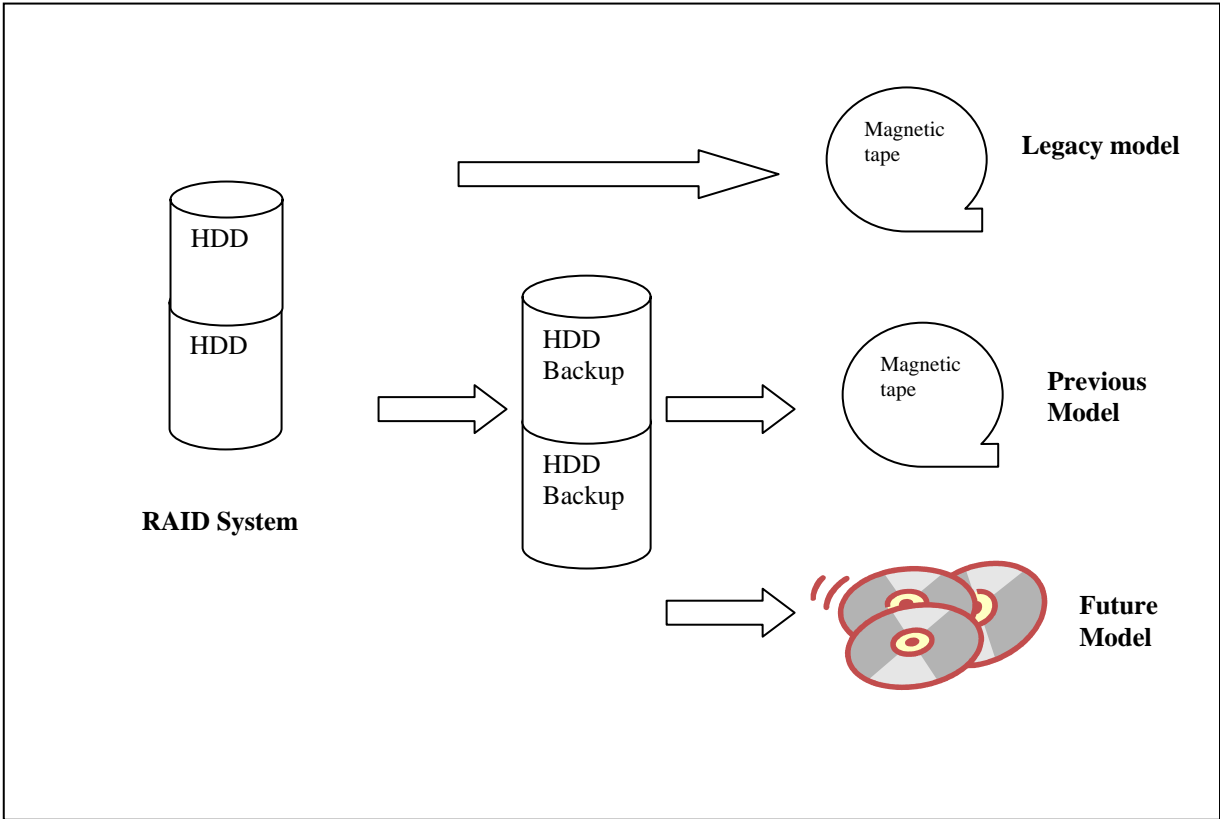 Magnetic
tape
Legacy model
HDD
HDD
RAID System
HDD
Backup
HDD
Backup
Magnetic
tape
Previous
Model
Future
Model